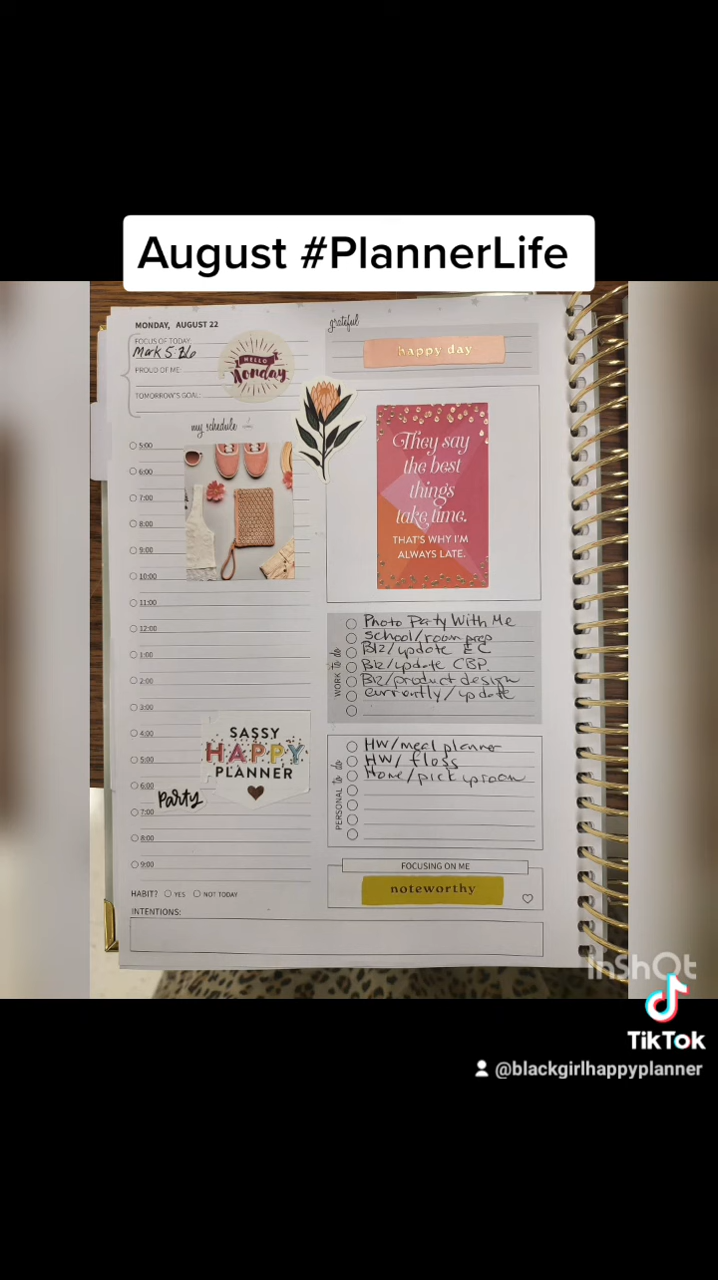 August #PlannerLife
MONDAY, AUGUST 22
FOCUS OF TODAY:
Mark 5:36
PROUD OF ME:
TOMORROW'S GOAL:
HELLO
Monday
my schedule
5:00
6:00
7:00
8:00
9:00
10:00
11:00
12:00
1:00
2:00
3:00
4:00
5:00
6:00
7:00
8:00
9:00
SASSY
HAPPY
PLANNER
Party
HABIT? YES NOT TODAY
INTENTIONS:
grateful
happy day
They say
the best
things
take time.
THAT'S WHY I'M
ALWAYS LATE.
WORK to do
Photo Party With Me
School/room prep
Biz/update EC
Biz/update CBP
Biz/product design
Currently/update
PERSONAL to do
HW/meal planner
HW/floss
Home/pick up room
FOCUSING ON ME
noteworthy
InShOt
TikTok
@blackgirlhappyplanner